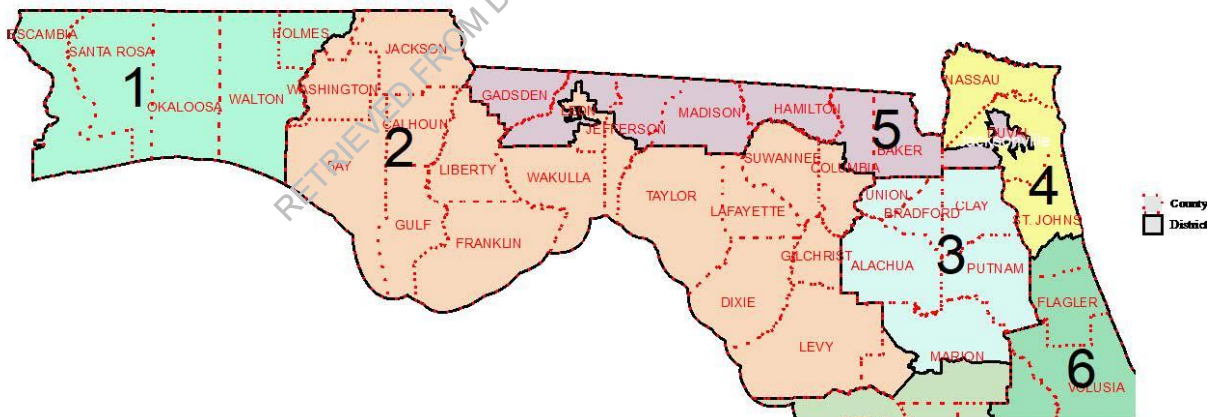 ESCAMBIA
SANTA ROSA
OKALOOSA
WALTON
HOLMES
WASHINGTON
JACKSON
1
BAY
CALHOUN
2
GULF
LIBERTY
FRANKLIN
GADSDEN
WAKULLA
JEFFERSON
MADISON
HAMILTON
TAYLOR
SUWANNEE
LAFAYETTE
COLUMBIA
5
BAKER
NASSAU
DUVAL
4
ST. JOHNS
UNION
BRADFORD
CLAY
3
ALACHUA
PUTNAM
GILCHRIST
DIXIE
LEVY
MARION
FLAGLER
6
VOLUSIA
County
District
RETRIEVED FROM D